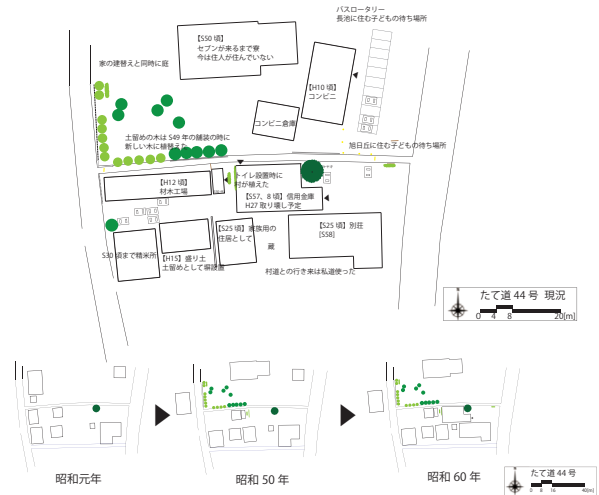 バスロータリー
長池に住む子どもの待ち場所
【S50 頃】
セブンが来るまで寮
今は住人が住んでいない
家の建替えと同時に庭
【H10 頃】
コンビニ
コンビニ倉庫
土留めの木は S49 年の舗装の時に
新しい木に植替えた
旭日丘に住む子どもの待ち場所
トイレ設置時に
村が植えた
【H12 頃】
材木工場
【S57、8 頃】信用金庫
H27 取り壊し予定
【S25 頃】家族用の
住居として
【S25 頃】別荘
[S58]
蔵
S30 頃まで精米所
【H15】盛り土
土留めとして塀設置
村道との行き来は私道使った
たて道 44 号 現況
0 4 8 20[m]
昭和元年
昭和 50 年
昭和 60 年
たて道 44 号
0 8 16 40[m]